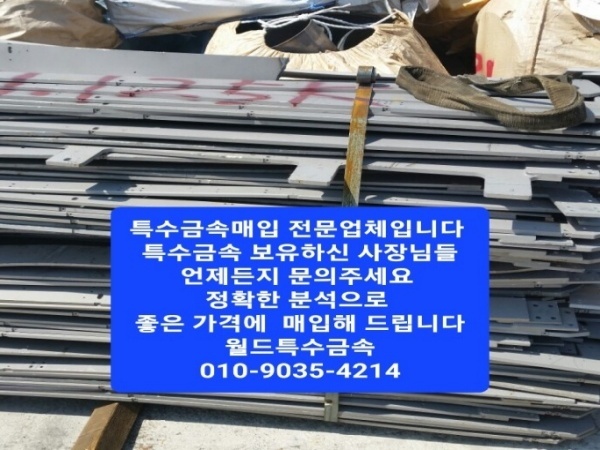 특수금속매입 전문업체입니다
특수금속 보유하신 사장님들
언제든지 문의주세요
정확한 분석으로
좋은 가격에 매입해 드립니다
월드특수금속
010-9035-4214